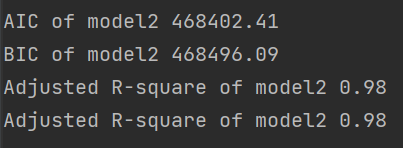 AIC of model2 468402.41
BIC of model2 468496.09
Adjusted R-square of model2 0.98
Adjusted R-square of model2 0.98